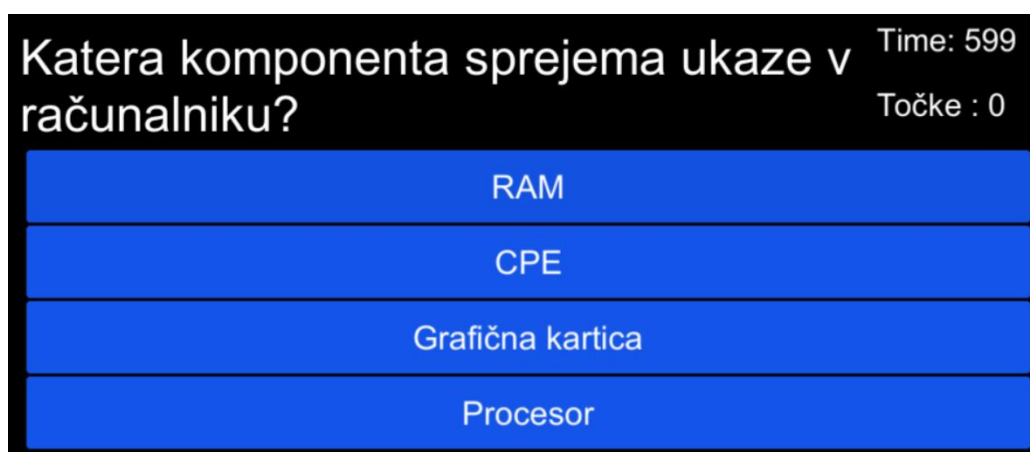 Katera komponenta sprejema ukaze v
računalniku?
Time: 599
Točke : 0
RAM
CPE
Grafična kartica
Procesor